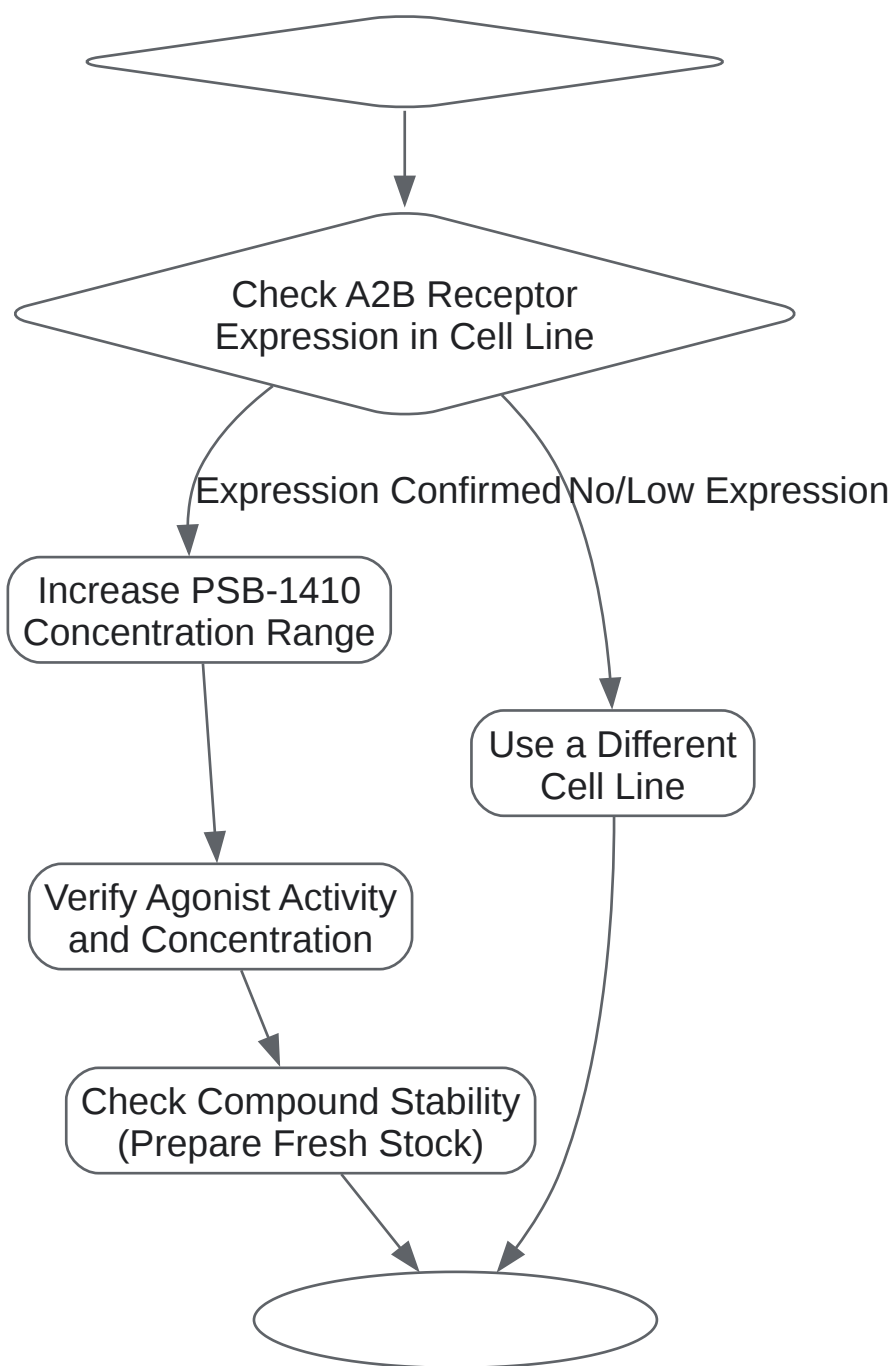 Check A2B Receptor
Expression in Cell Line
Expression Confirmed
No/Low Expression
Increase PSB-1410
Concentration Range
Use a Different
Cell Line
Verify Agonist Activity
and Concentration
Check Compound Stability
(Prepare Fresh Stock)